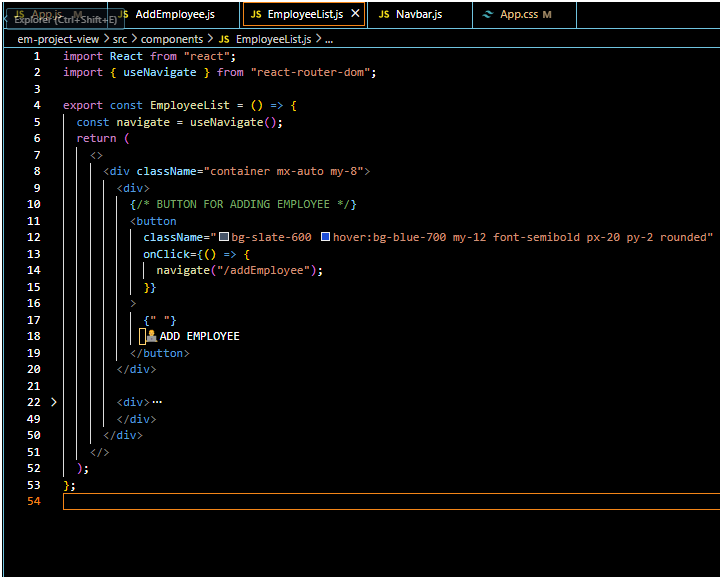 JS App.js M
Explorer (Ctrl+Shift+E)
JS AddEmployee.js
JS EmployeeList.js ×
JS Navbar.js
App.css M
em-project-view > src > components > JS EmployeeList.js > ...
1 import React from "react";
2 import { useNavigate } from "react-router-dom";
3
4 export const EmployeeList = () => {
5 const navigate = useNavigate();
6 return (
7 <>
8 <div className="container mx-auto my-8">
9 <div>
10 {/* BUTTON FOR ADDING EMPLOYEE */}
11 <button
12 className="bg-slate-600 hover:bg-blue-700 my-12 font-semibold px-20 py-2 rounded"
13 onClick={() => {
14 navigate("/addEmployee");
15 }}
16 >
17 {" "}
18 🧑‍💻ADD EMPLOYEE
19 </button>
20 </div>
21
22 <div>...
49 </div>
50 </div>
51 </>
52 );
53 };
54